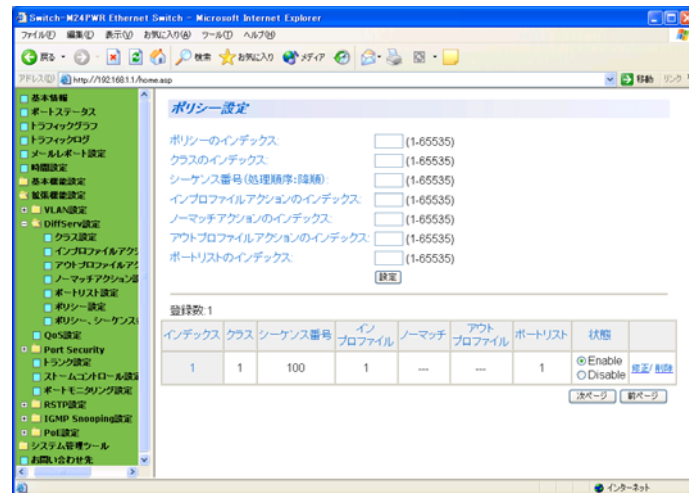 Switch-M24PWR Ethernet Switch - Microsoft Internet Explorer
ファイル(F) 編集(E) 表示(V) お気に入り(A) ツール(T) ヘルプ(H)
戻る 検索 お気に入り メディア
アドレス(D) http://192.168.1.1/home.asp 移動 リンク
基本情報
ポートステータス
トラフィックグラフ
トラフィックログ
メールレポート設定
時間設定
基本機能設定
拡張機能設定
VLAN設定
DiffServ設定
クラス設定
インプロファイルアクシ
アウトプロファイルアク
ノーマッチアクション設
ポートリスト設定
ポリシー設定
ポリシー、シーケンス
QoS設定
Port Security
トランク設定
ストームコントロール設定
ポートモニタリング設定
RSTP設定
IGMP Snooping設定
PoE設定
システム管理ツール
お問い合わせ先
ポリシー設定
ポリシーのインデックス: (1-65535)
クラスのインデックス: (1-65535)
シーケンス番号(処理順序:降順): (1-65535)
インプロファイルアクションのインデックス: (1-65535)
ノーマッチアクションのインデックス: (1-65535)
アウトプロファイルアクションのインデックス: (1-65535)
ポートリストのインデックス: (1-65535)
設定
登録数:1
インデックス クラス シーケンス番号 インプロファイル ノーマッチ アウトプロファイル ポートリスト 状態
1 1 100 1 --- --- 1 Enable Disable 修正/削除
次ページ 前ページ
インターネット